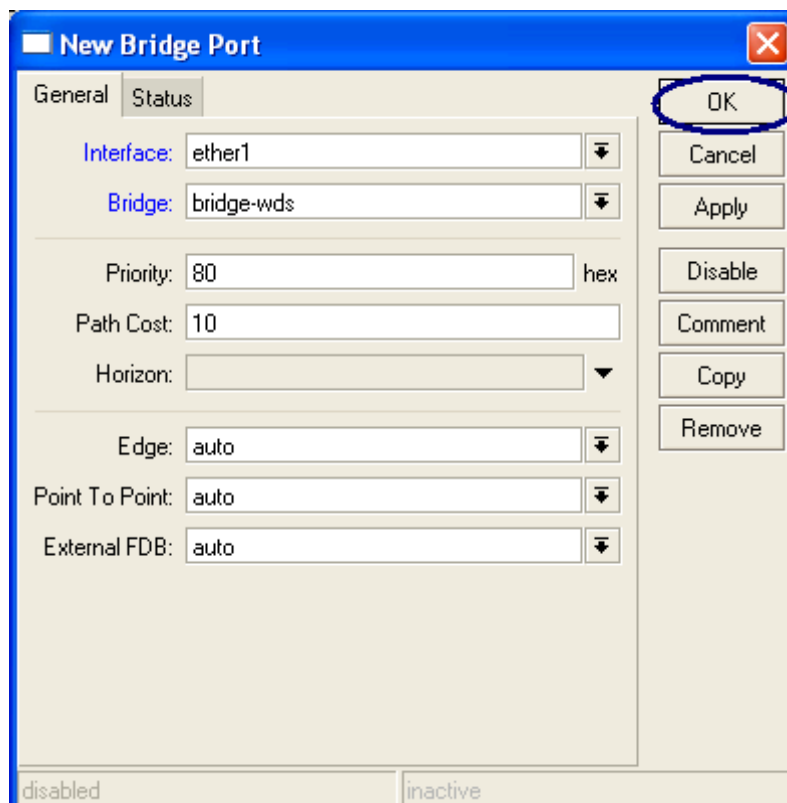 New Bridge Port
General Status
Interface: ether1
Bridge: bridge-wds
Priority: 80 hex
Path Cost: 10
Horizon:
Edge: auto
Point To Point: auto
External FDB: auto
OK
Cancel
Apply
Disable
Comment
Copy
Remove
disabled inactive